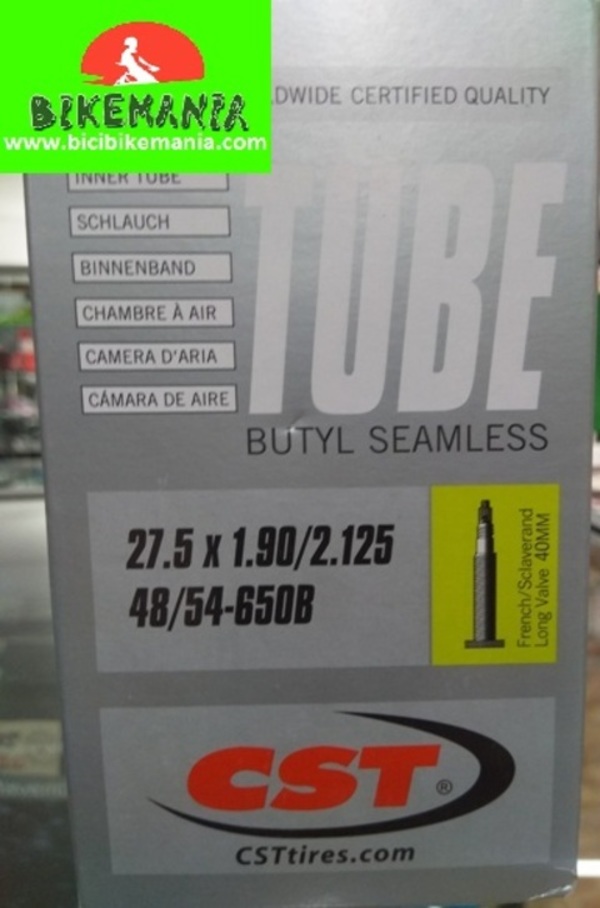 BIKEMANIA
www.bicibikemania.com
DWIDE CERTIFIED QUALITY
INNER TUBE
SCHLAUCH
BINNENBAND
CHAMBRE À AIR
CAMERA D'ARIA
CÁMARA DE AIRE
TUBE
BUTYL SEAMLESS
27.5 x 1.90/2.125
48/54-650B
French/Sclaverand
Long Valve 40MM
CST®
CSTtires.com